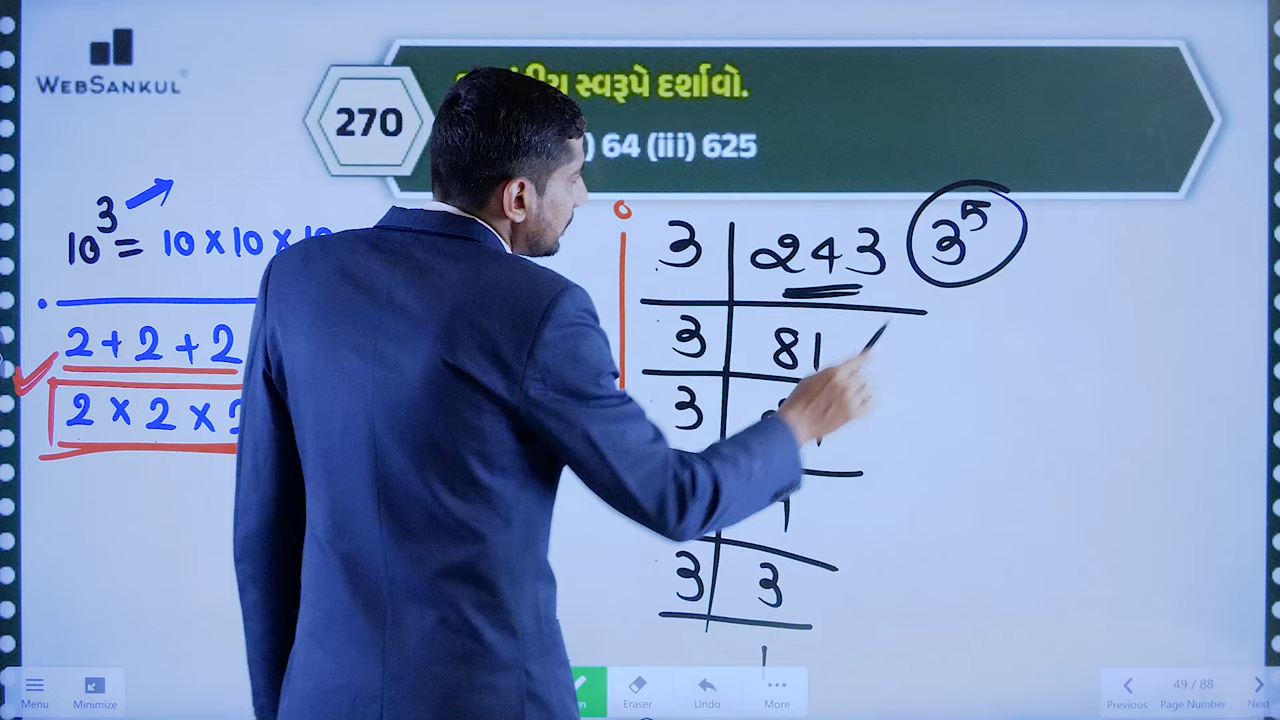 WEBSANKUL
270
સ્વરૂપે દર્શાવો.
) 64 (iii) 625
10³ = 10 × 10 ×
2 + 2 + 2
2 × 2 ×
3 | 243
3⁵
3 | 81
3
3 | 3
1
Menu
Minimize
Eraser
Undo
More
Previous
49 / 88
Page Number
Next